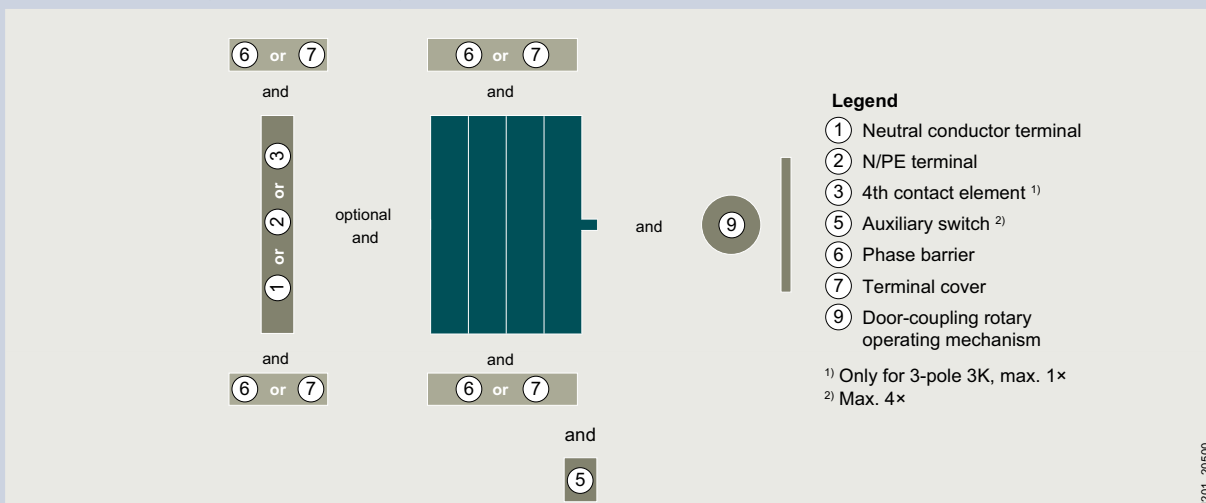 6 or 7
6 or 7
and
and
1 or 2 or 3
optional
and
and
9
and
and
6 or 7
6 or 7
and
5
Legend
1 Neutral conductor terminal
2 N/PE terminal
3 4th contact element 1)
5 Auxiliary switch 2)
6 Phase barrier
7 Terminal cover
9 Door-coupling rotary
operating mechanism
1) Only for 3-pole 3K, max. 1×
2) Max. 4×